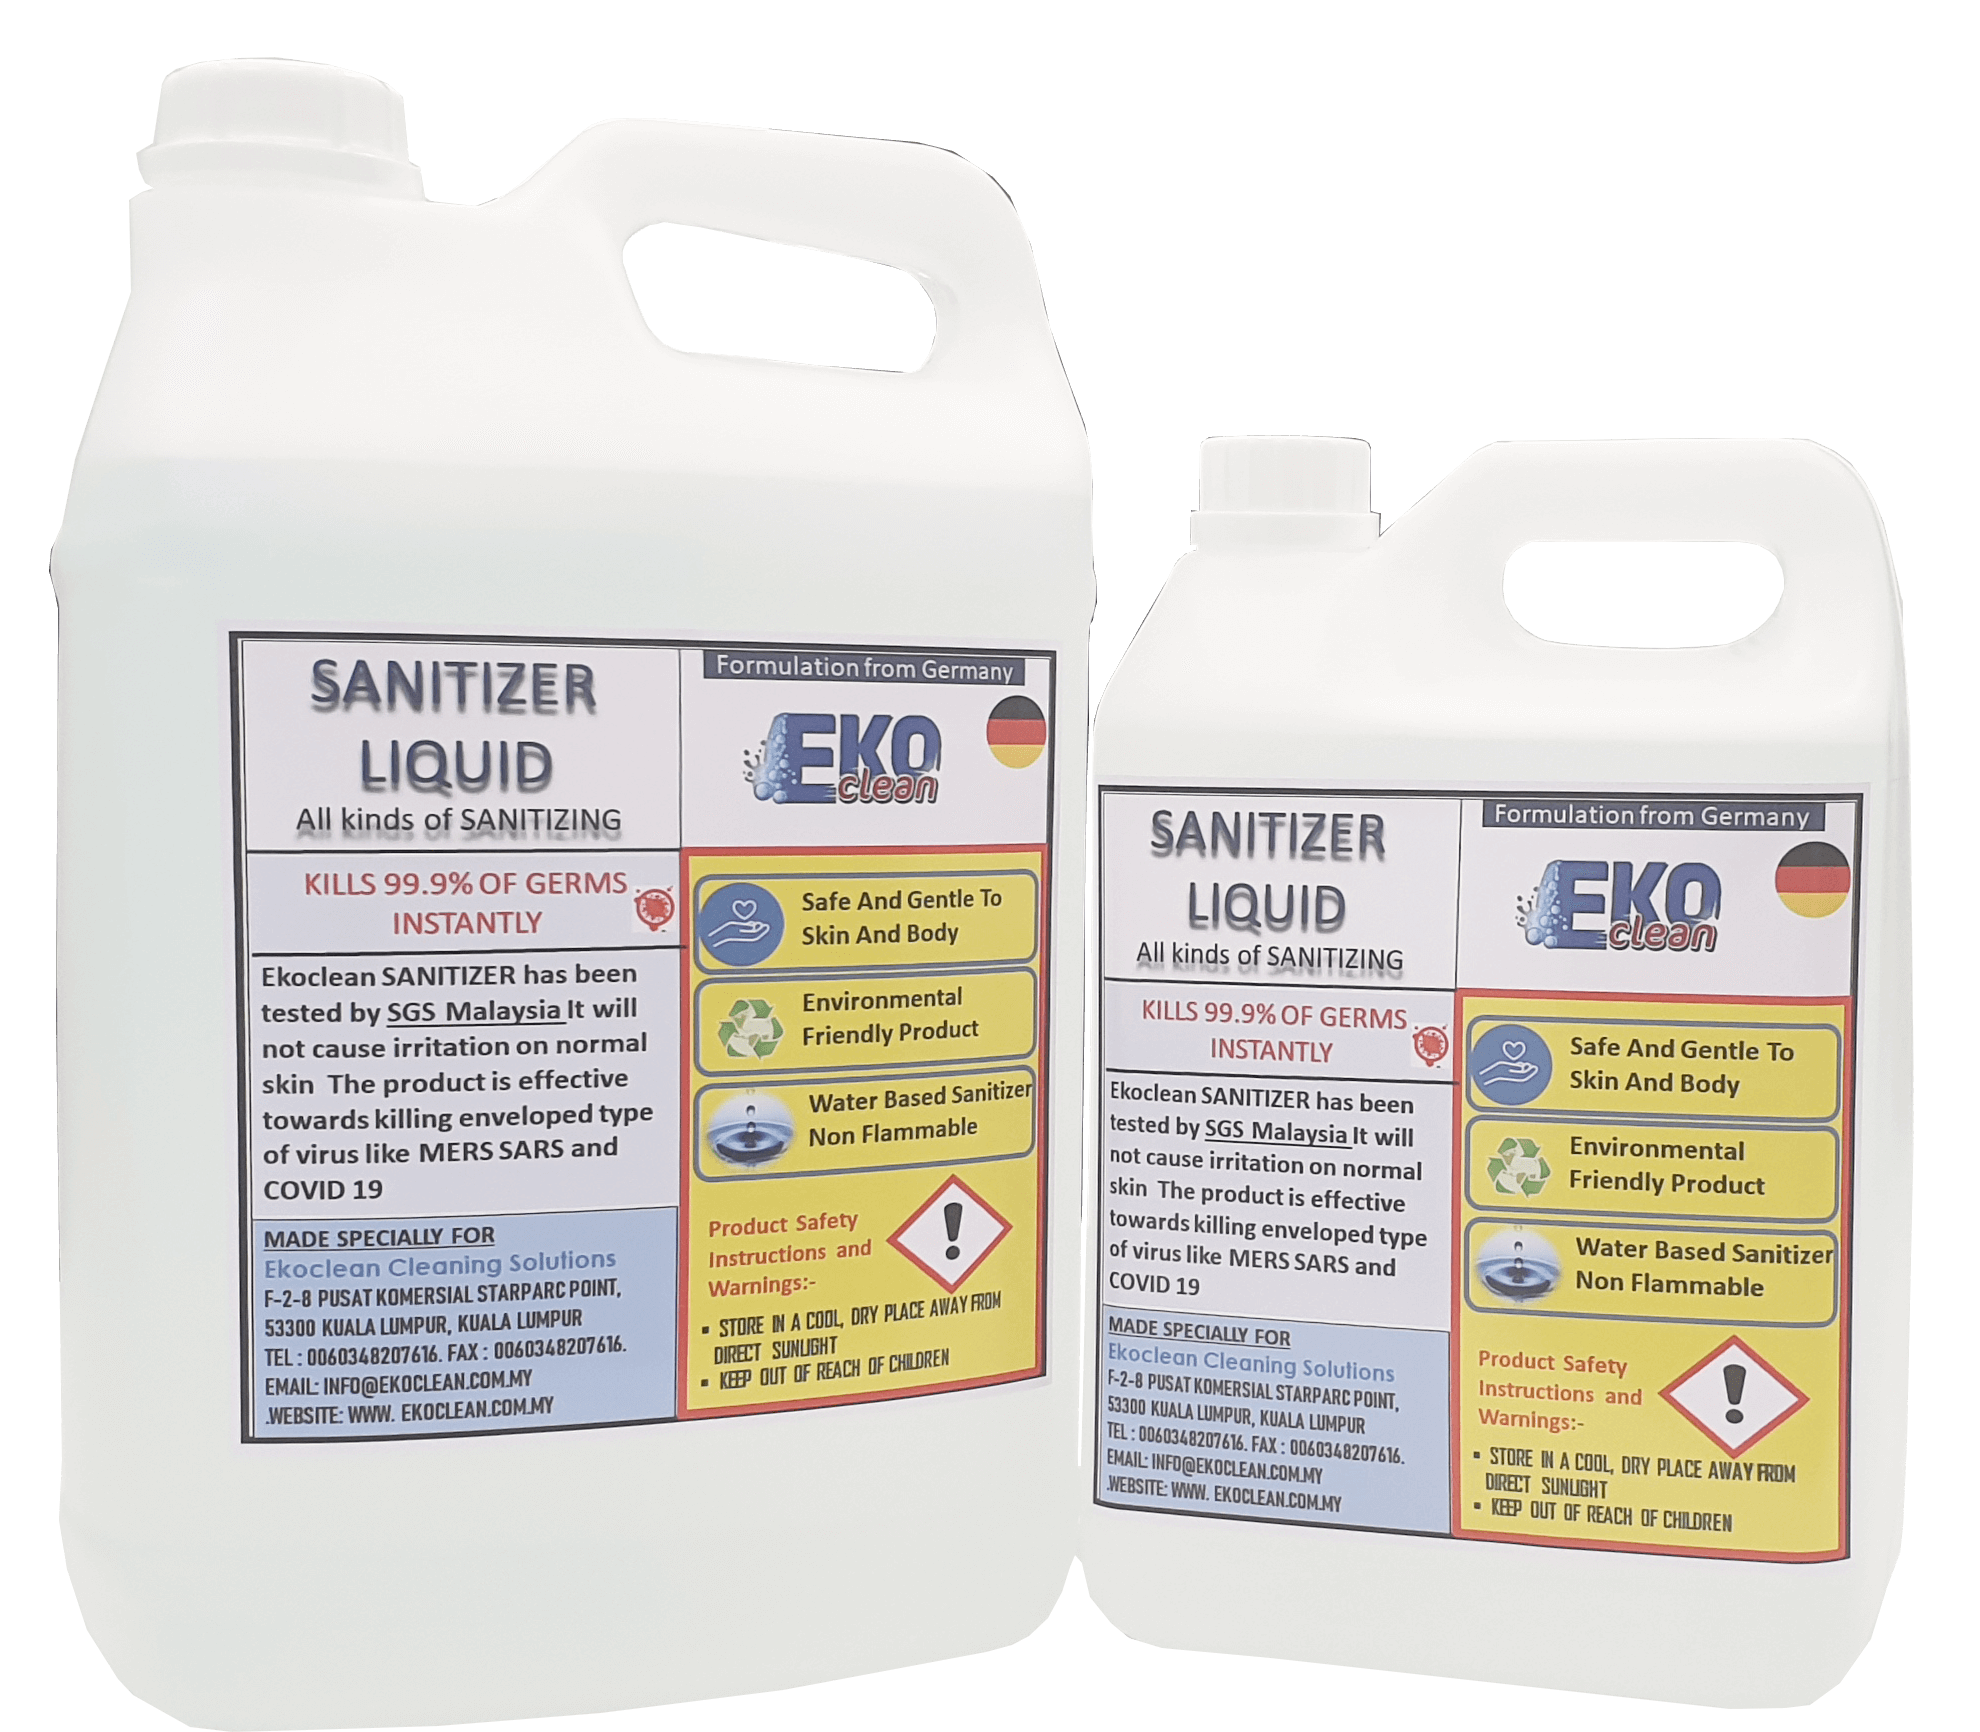 SANITIZER
LIQUID
All kinds of SANITIZING
KILLS 99.9% OF GERMS
INSTANTLY
Ekoclean SANITIZER has been
tested by SGS Malaysia It will
not cause irritation on normal
skin The product is effective
towards killing enveloped type
of virus like MERS SARS and
COVID 19
MADE SPECIALLY FOR
Ekoclean Cleaning Solutions
F-2-8 PUSAT KOMERSIAL STARPARC POINT,
53300 KUALA LUMPUR, KUALA LUMPUR
TEL : 0060348207616. FAX : 0060348207616.
EMAIL: INFO@EKOCLEAN.COM.MY
.WEBSITE: WWW. EKOCLEAN.COM.MY
Formulation from Germany
EKO
clean
Safe And Gentle To
Skin And Body
Environmental
Friendly Product
Water Based Sanitizer
Non Flammable
Product Safety
Instructions and
Warnings:-
▪ STORE IN A COOL, DRY PLACE AWAY FROM
DIRECT SUNLIGHT
▪ KEEP OUT OF REACH OF CHILDREN
SANITIZER
LIQUID
All kinds of SANITIZING
KILLS 99.9% OF GERMS
INSTANTLY
Ekoclean SANITIZER has been
tested by SGS Malaysia It will
not cause irritation on normal
skin The product is effective
towards killing enveloped type
of virus like MERS SARS and
COVID 19
MADE SPECIALLY FOR
Ekoclean Cleaning Solutions
F-2-8 PUSAT KOMERSIAL STARPARC POINT,
53300 KUALA LUMPUR, KUALA LUMPUR
TEL : 0060348207616. FAX : 0060348207616.
EMAIL: INFO@EKOCLEAN.COM.MY
.WEBSITE: WWW. EKOCLEAN.COM.MY
Formulation from Germany
EKO
clean
Safe And Gentle To
Skin And Body
Environmental
Friendly Product
Water Based Sanitizer
Non Flammable
Product Safety
Instructions and
Warnings:-
▪ STORE IN A COOL, DRY PLACE AWAY FROM
DIRECT SUNLIGHT
▪ KEEP OUT OF REACH OF CHILDREN